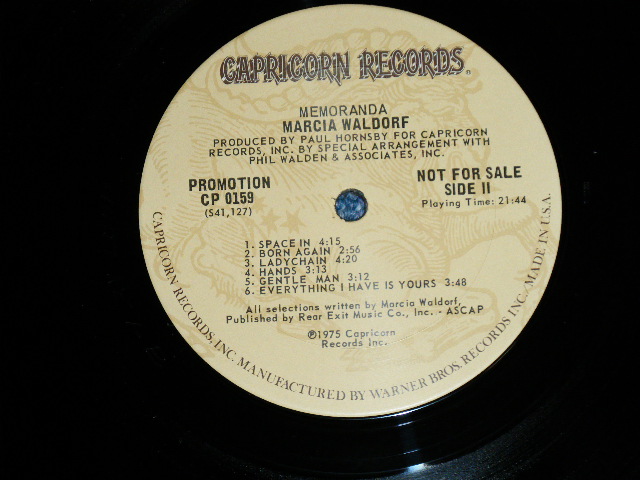 CAPRICORN RECORDS®
MEMORANDA
MARCIA WALDORF
PRODUCED BY PAUL HORNSBY FOR CAPRICORN
RECORDS, INC. BY SPECIAL ARRANGEMENT WITH
PHIL WALDEN & ASSOCIATES, INC.
PROMOTION
CP 0159
(S41,127)
NOT FOR SALE
SIDE II
Playing Time: 21:44
1. SPACE IN 4:15
2. BORN AGAIN 2:56
3. LADYCHAIN 4:20
4. HANDS 3:13
5. GENTLE MAN 3:12
6. EVERYTHING I HAVE IS YOURS 3:48
All selections written by Marcia Waldorf,
Published by Rear Exit Music Co., Inc. - ASCAP
℗1975 Capricorn
Records Inc.
CAPRICORN RECORDS, INC. MANUFACTURED BY WARNER BROS. RECORDS INC. MADE IN U.S.A.